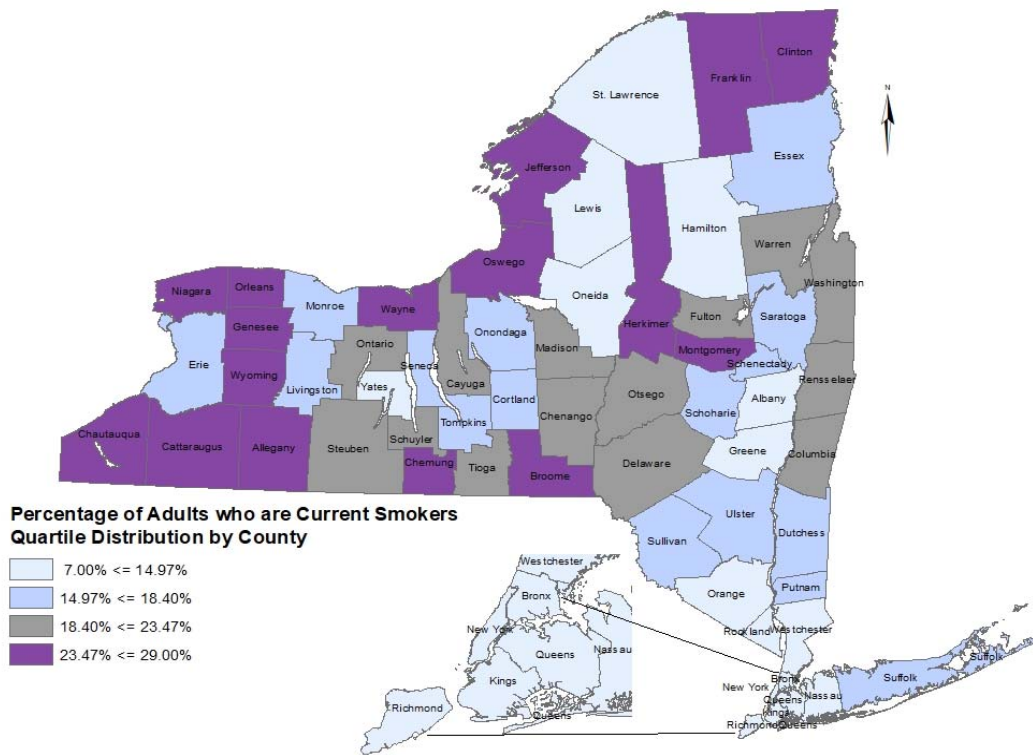 Clinton
Franklin
St. Lawrence
N
Essex
Jefferson
Lewis
Hamilton
Warren
Washington
Oswego
Oneida
Niagara
Orleans
Monroe
Wayne
Herkimer
Fulton
Saratoga
Genesee
Onondaga
Madison
Montgomery
Ontario
Erie
Seneca
Schenectady
Wyoming
Livingston
Yates
Cayuga
Cortland
Otsego
Rensselaer
Albany
Schoharie
Tompkins
Chenango
Chautauqua
Cattaraugus
Allegany
Steuben
Schuyler
Chemung
Tioga
Broome
Delaware
Greene
Columbia
Percentage of Adults who are Current Smokers
Quartile Distribution by County
7.00% <= 14.97%
14.97% <= 18.40%
18.40% <= 23.47%
23.47% <= 29.00%
Ulster
Dutchess
Sullivan
Putnam
Orange
Rockland
Westchester
Westchester
Bronx
New York
Queens
Nassau
Kings
Queens
Richmond
Bronx
New York
Queens
Nassau
Suffolk
Suffolk
Kings
Richmond
Queens